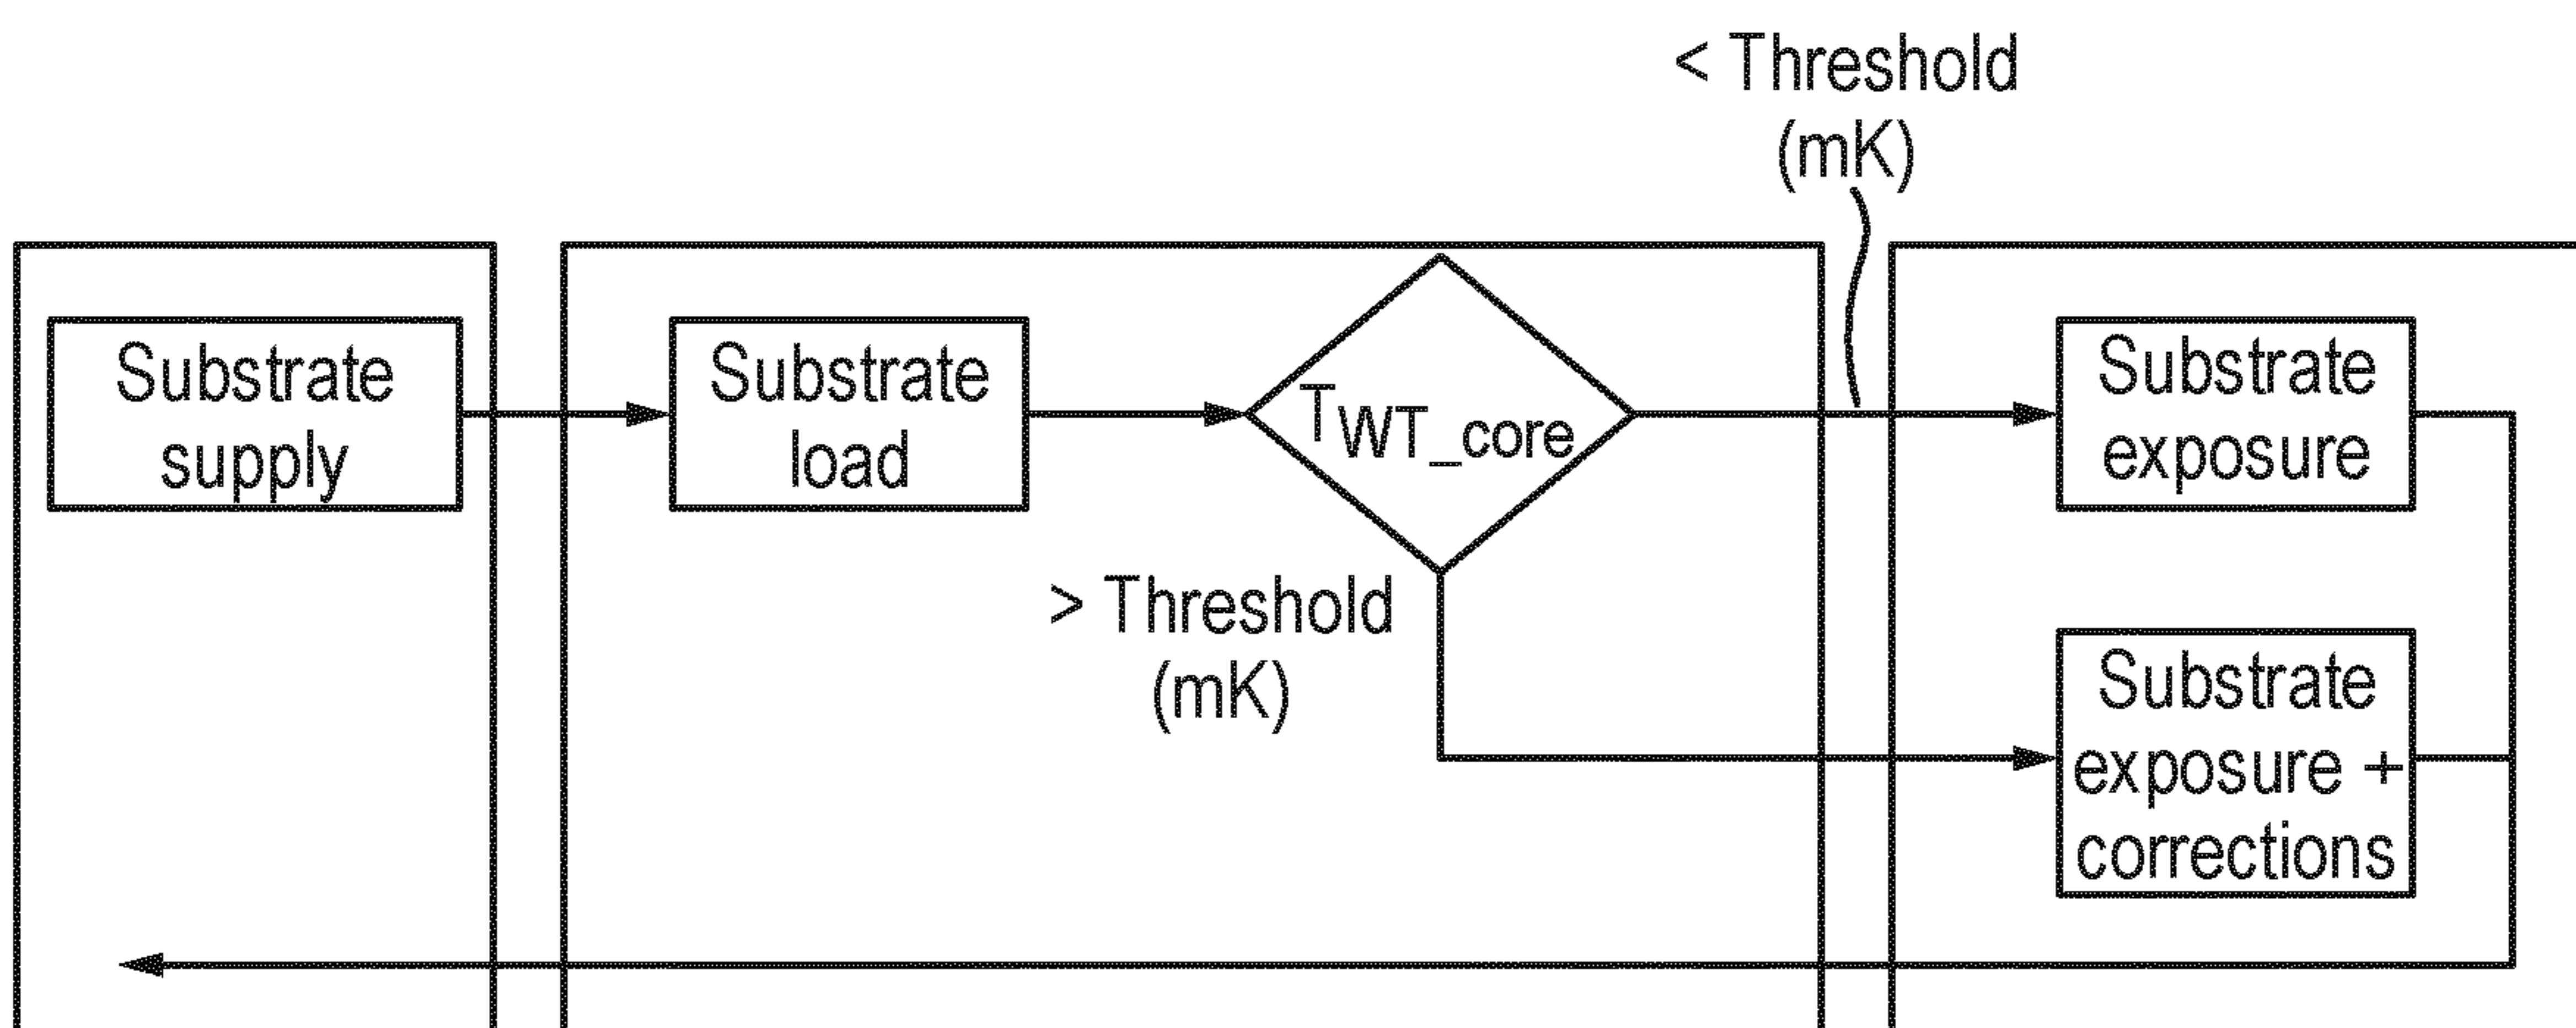 < Threshold
(mK)
Substrate
supply
Substrate
load
TWT_core
Substrate
exposure
> Threshold
(mK)
Substrate
exposure +
corrections